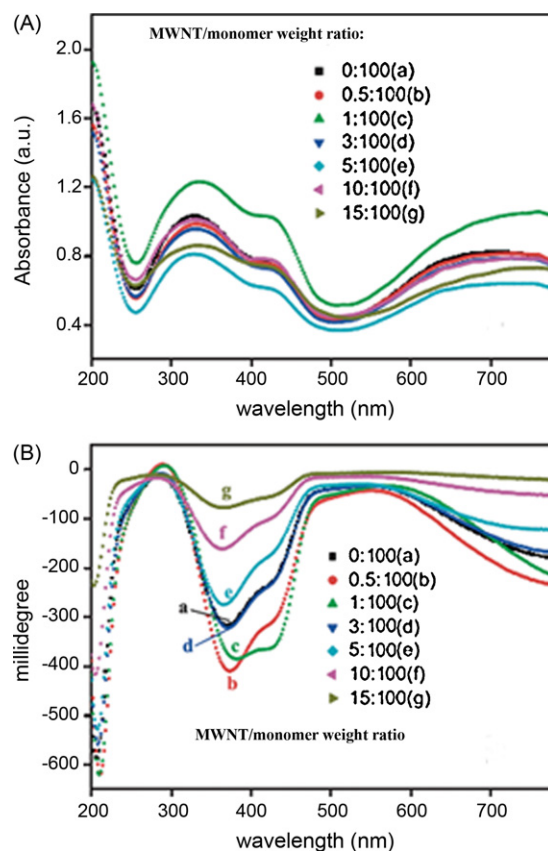 (A)
MWNT/monomer weight ratio:
0:100(a)
0.5:100(b)
1:100(c)
3:100(d)
5:100(e)
10:100(f)
15:100(g)
Absorbance (a.u.)
2.0
1.6
1.2
0.8
0.4
200 300 400 500 600 700
wavelength (nm)
(B)
0
-100
-200
-300
-400
-500
-600
millidegree
g
f
e
a
d
c
b
0:100(a)
0.5:100(b)
1:100(c)
3:100(d)
5:100(e)
10:100(f)
15:100(g)
MWNT/monomer weight ratio
200 300 400 500 600 700
wavelength (nm)